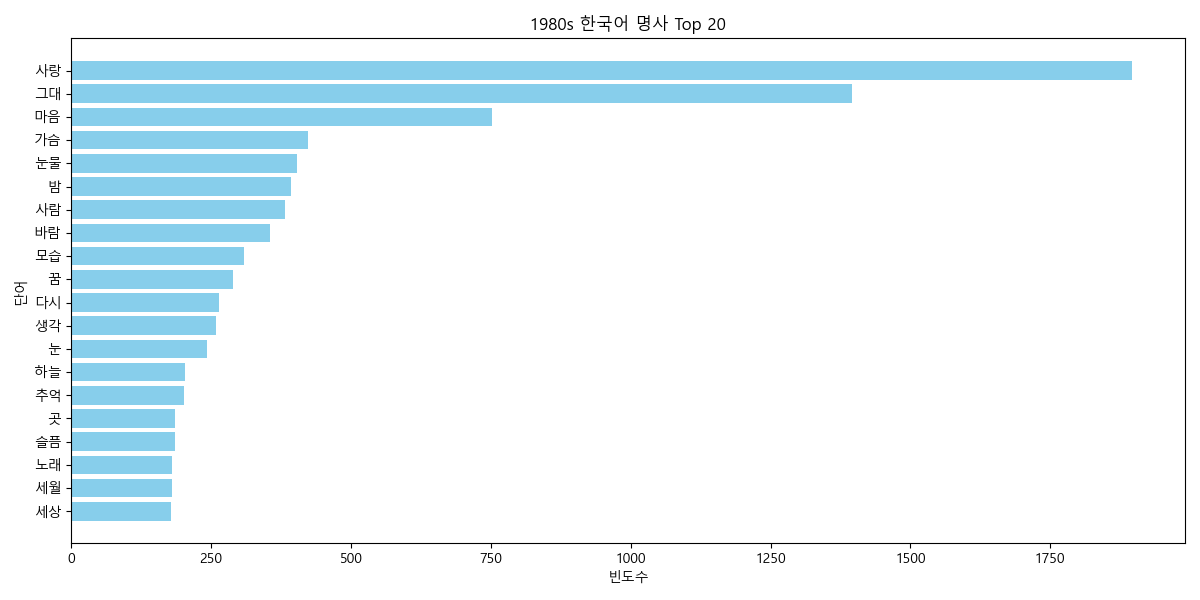 1980s 한국어 명사 Top 20
사랑
그대
마음
가슴
눈물
밤
사람
바람
모습
꿈
다시
생각
눈
하늘
추억
곳
슬픔
노래
세월
세상
단어
0 250 500 750 1000 1250 1500 1750
빈도수